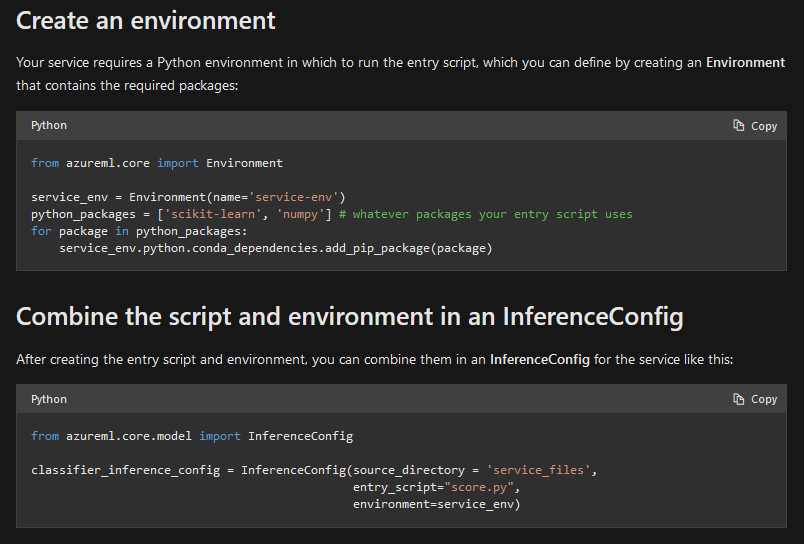 Create an environment
Your service requires a Python environment in which to run the entry script, which you can define by creating an Environment
that contains the required packages:
Python
Copy
from azureml.core import Environment
service_env = Environment(name='service-env')
python_packages = ['scikit-learn', 'numpy'] # whatever packages your entry script uses
for package in python_packages:
    service_env.python.conda_dependencies.add_pip_package(package)
Combine the script and environment in an InferenceConfig
After creating the entry script and environment, you can combine them in an InferenceConfig for the service like this:
Python
Copy
from azureml.core.model import InferenceConfig
classifier_inference_config = InferenceConfig(source_directory = 'service_files',
                                              entry_script="score.py",
                                              environment=service_env)